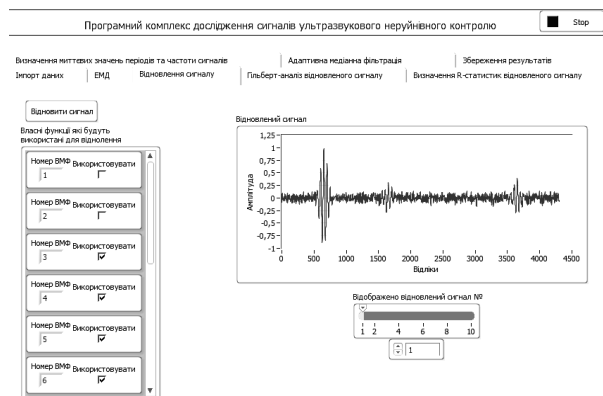 Програмний комплекс дослідження сигналів ультразвукового неруйнівного контролю
Stop
Визначення миттєвих значень періодів та частоти сигналів
Адаптивна медіанна фільтрація
Збереження результатів
Імпорт даних
ЕМД
Відновлення сигналу
Гільберт-аналіз відновленого сигналу
Визначення R-статистик відновленого сигналу
Відновити сигнал
Власні функції які будуть
використані для відновлення
Номер ВМФ Використовувати
1
Номер ВМФ Використовувати
2
Номер ВМФ Використовувати
3
Номер ВМФ Використовувати
4
Номер ВМФ Використовувати
5
Номер ВМФ Використовувати
6
Відновлений сигнал
Амплітуда
1,25
1
0,75
0,5
0,25
0
-0,25
-0,5
-0,75
-1
0 500 1000 1500 2000 2500 3000 3500 4000 4500
Відліки
Відображено відновлений сигнал №
1 2 4 6 8 10
1